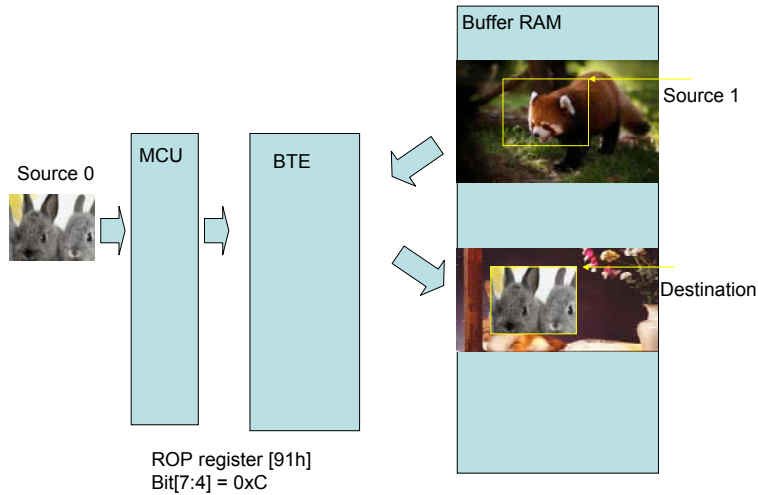 Buffer RAM
Source 1
MCU
BTE
Source 0
Destination
ROP register [91h]
Bit[7:4] = 0xC